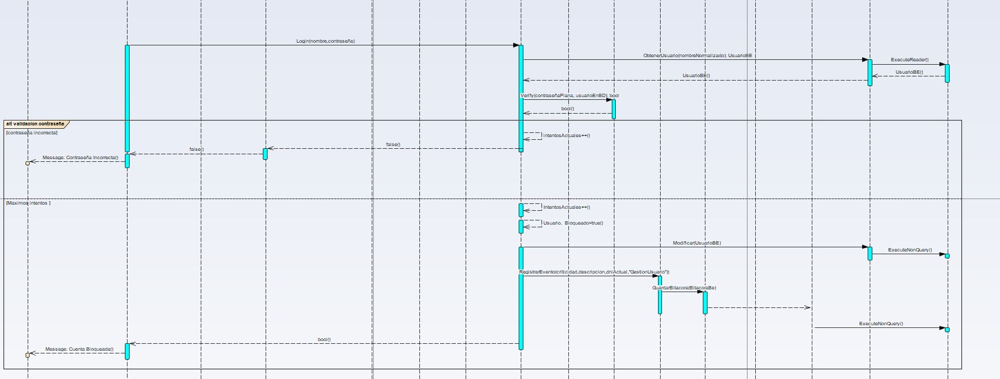 Login(nombre,contraseña)
ObtenerUsuario(nombreNormalizado): UsuarioBE
ExecuteReader()
UsuarioBE()
UsuarioBE()
Verify(contraseñaPlana, usuarioEnBD): bool
bool()
alt validacion contraseña
[contraseña incorrecta]
intentosActuales++()
false()
false()
Message: Contraseña Incorrecta()
[Maximos intentos ]
IntentosActuales++()
Usuario. Bloqueado=true()
Modificar(UsuarioBE)
ExecuteNonQuery()
RegistrarEvento(criticidad,descripcion,dniActual,"GestionUsuario"))
GuardarBitacora(BitacoraBe)
ExecuteNonQuery()
bool()
Message: Cuenta Bloqueada()